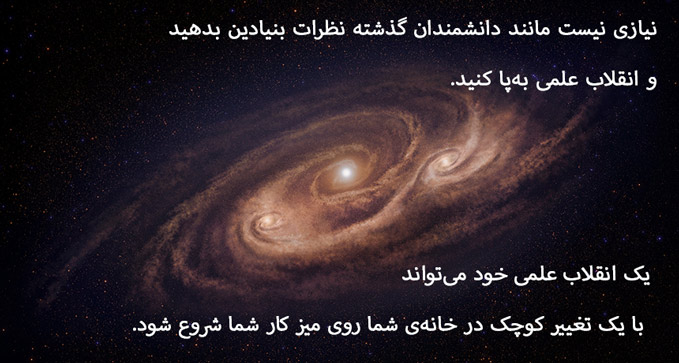 نیازی نیست مانند دانشمندان گذشته نظرات بنیادین بدهید
و انقلاب علمی به‌پا کنید.
یک انقلاب علمی خود می‌تواند
با یک تغییر کوچک در خانه‌ی شما روی میز کار شما شروع شود.